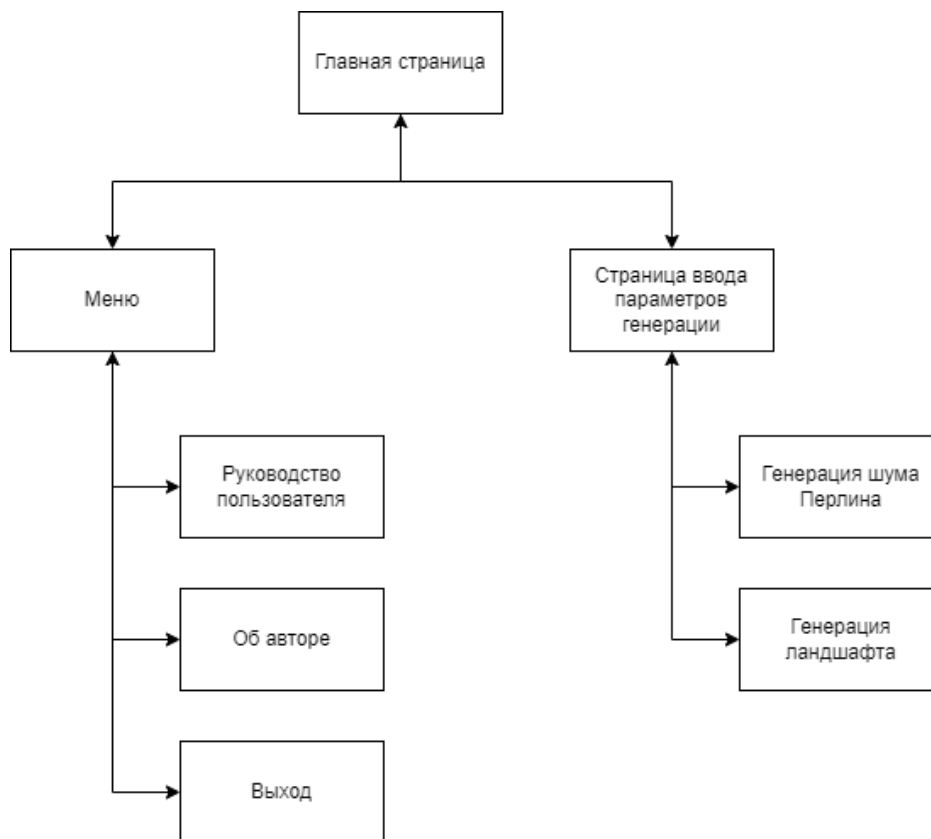 Главная страница
Меню
Страница ввода
параметров
генерации
Руководство
пользователя
Генерация шума
Перлина
Об авторе
Генерация
ландшафта
Выход